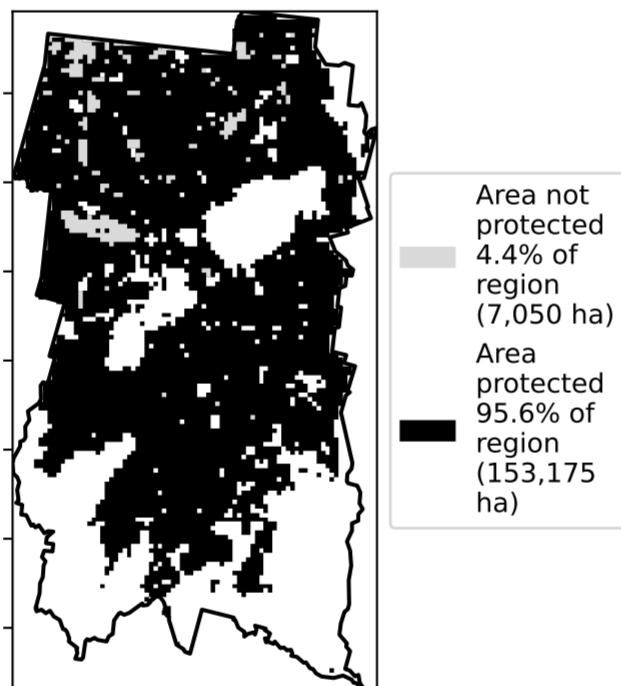 Area not
protected
4.4% of
region
(7,050 ha)
Area
protected
95.6% of
region
(153,175
ha)